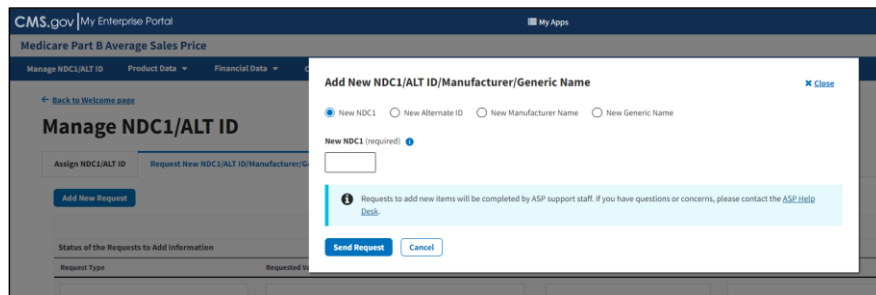 CMS.gov My Enterprise Portal
My Apps
Medicare Part B Average Sales Price
Manage NDC1/ALT ID Product Data Financial Data
← Back to Welcome page
Manage NDC1/ALT ID
Assign NDC1/ALT ID Request New NDC1/ALT ID/Manufacturer/Ge
Add New Request
Status of the Requests to Add Information
Request Type Requested Va
Add New NDC1/ALT ID/Manufacturer/Generic Name
Close
New NDC1 New Alternate ID New Manufacturer Name New Generic Name
New NDC1 (required)
Requests to add new items will be completed by ASP support staff. If you have questions or concerns, please contact the ASP Help
Desk.
Send Request Cancel